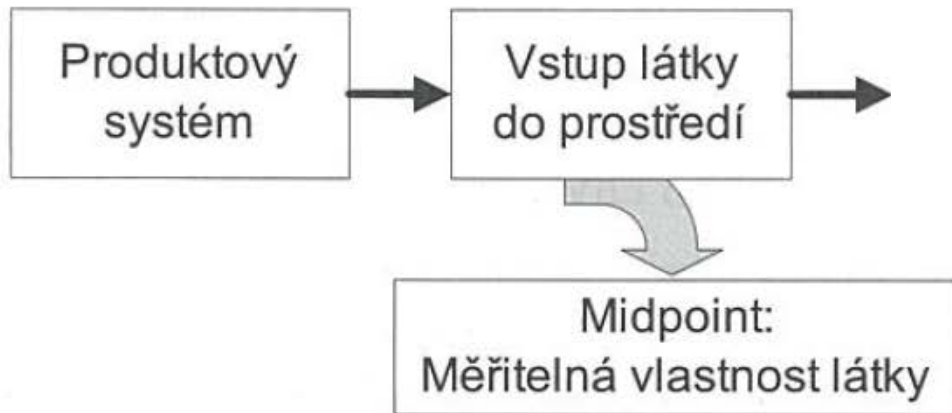 Produktový
systém
Vstup látky
do prostředí
Midpoint:
Měřitelná vlastnost látky